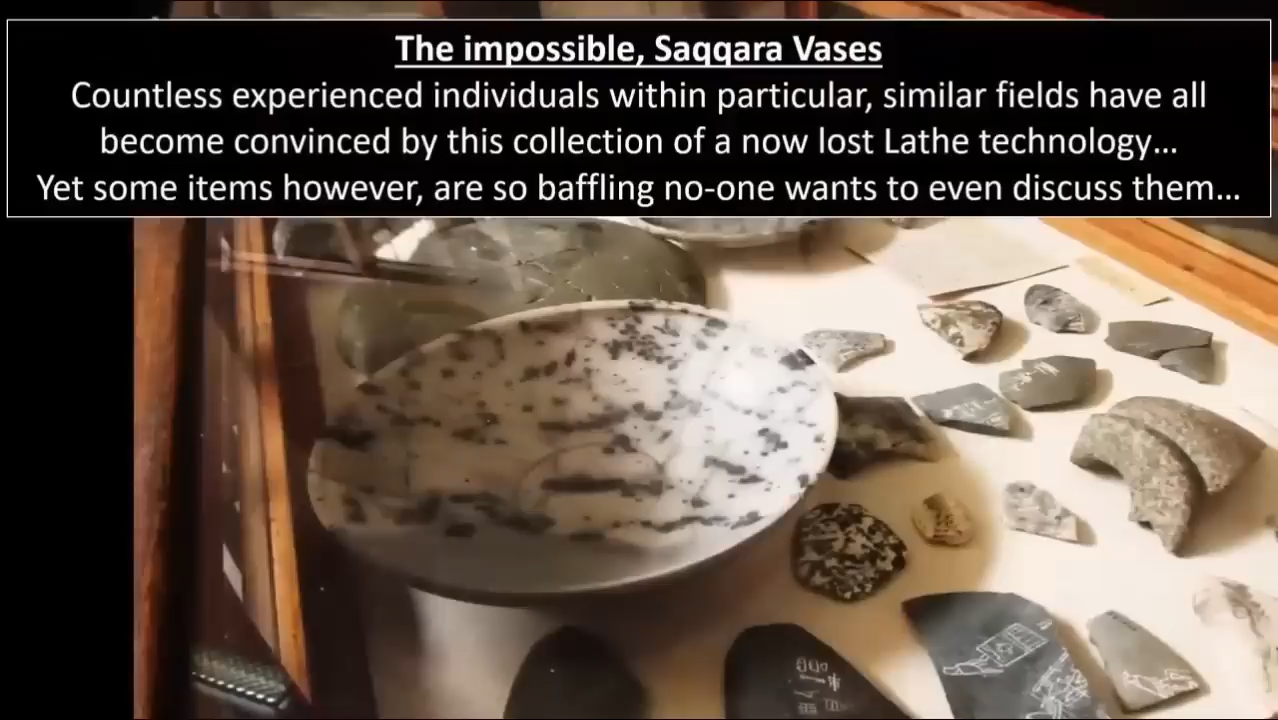 The impossible, Saqqara Vases
Countless experienced individuals within particular, similar fields have all
become convinced by this collection of a now lost Lathe technology...
Yet some items however, are so baffling no-one wants to even discuss them...